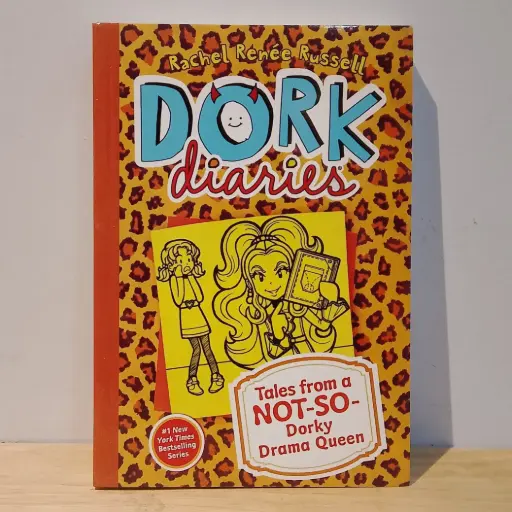 Rachel Renée Russell
DORK
diaries
Tales from a
NOT-SO-
Dorky
Drama Queen
#1 New
York Times
Bestselling
Series